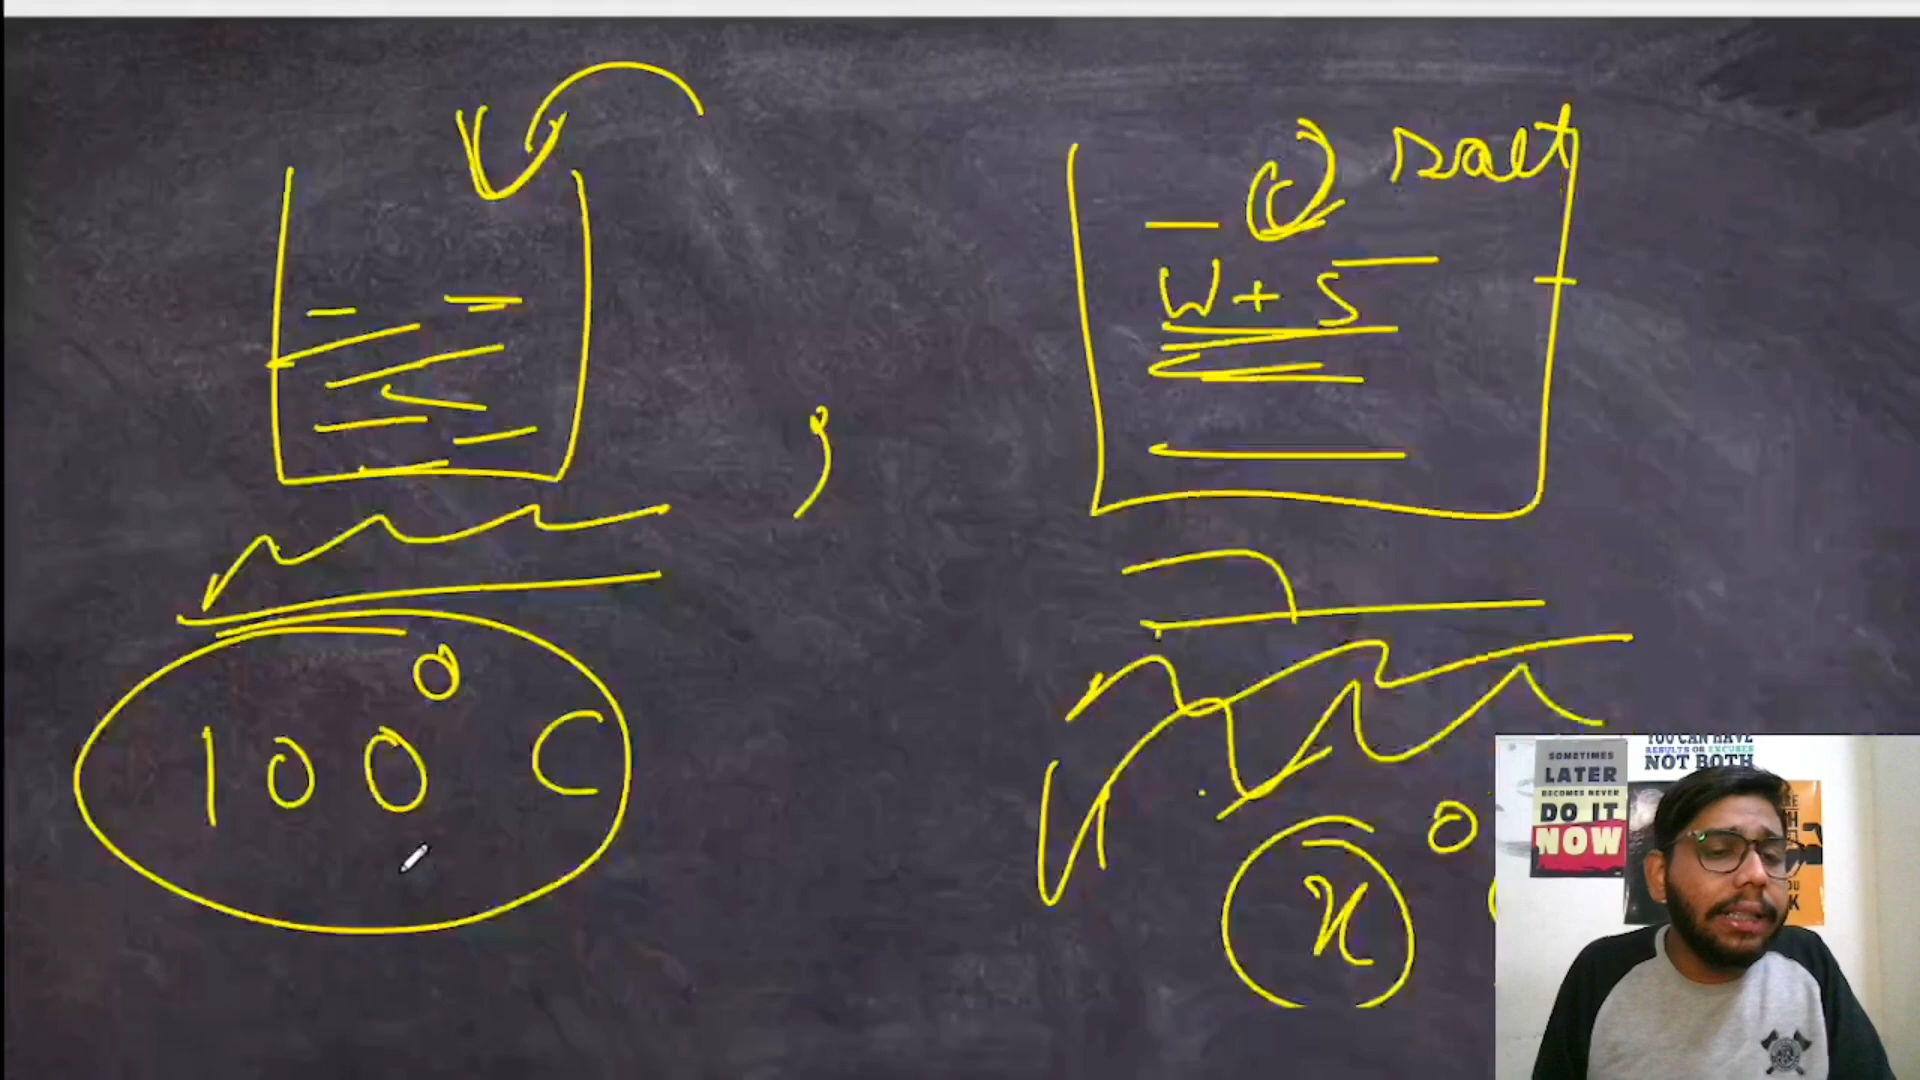 salt
W + S
100°C
x°
SOMETIMES
LATER
BECOMES NEVER
DO IT
NOW
YOU CAN HAVE
RESULTS OR EXCUSES
NOT BOTH